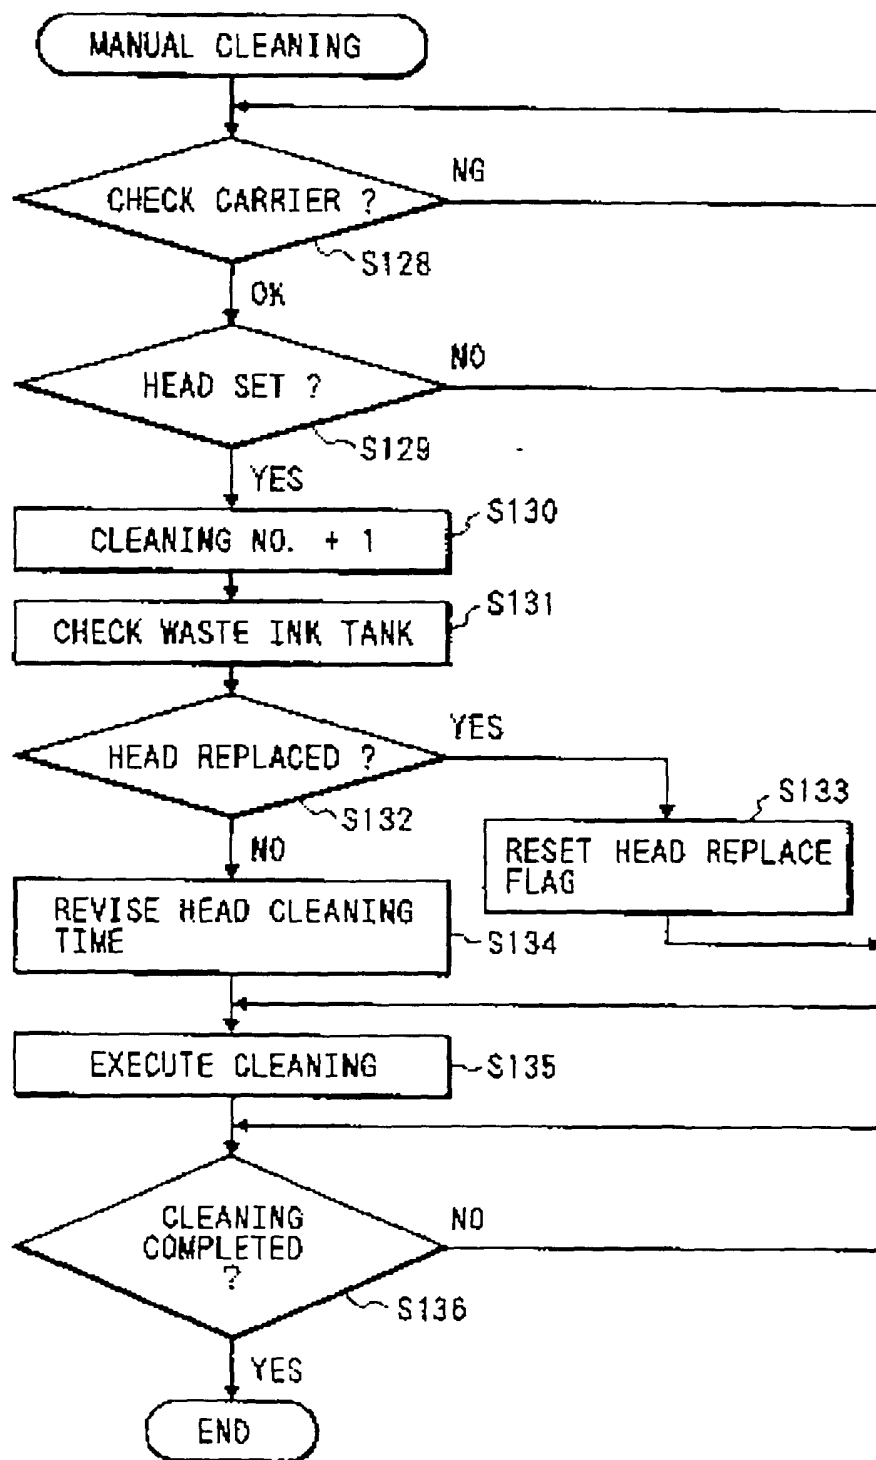 MANUAL CLEANING
CHECK CARRIER ?
NG
S128
OK
HEAD SET ?
NO
S129
YES
CLEANING NO. + 1
S130
CHECK WASTE INK TANK
S131
HEAD REPLACED ?
YES
S132
S133
NO
RESET HEAD REPLACE
FLAG
REVISE HEAD CLEANING
TIME
S134
EXECUTE CLEANING
S135
CLEANING
COMPLETED
?
NO
S136
YES
END